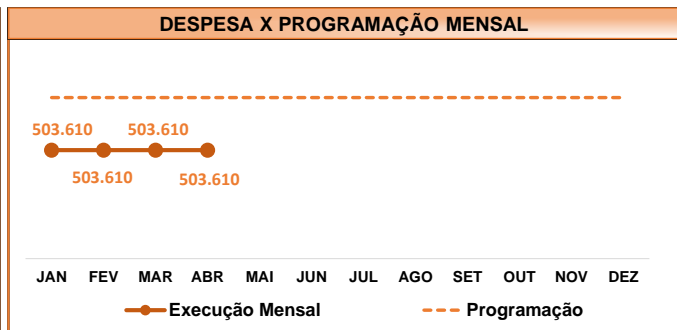 DESPESA X PROGRAMAÇÃO MENSAL
503.610 503.610
503.610 503.610
JAN FEV MAR ABR MAI JUN JUL AGO SET OUT NOV DEZ
Execução Mensal Programação